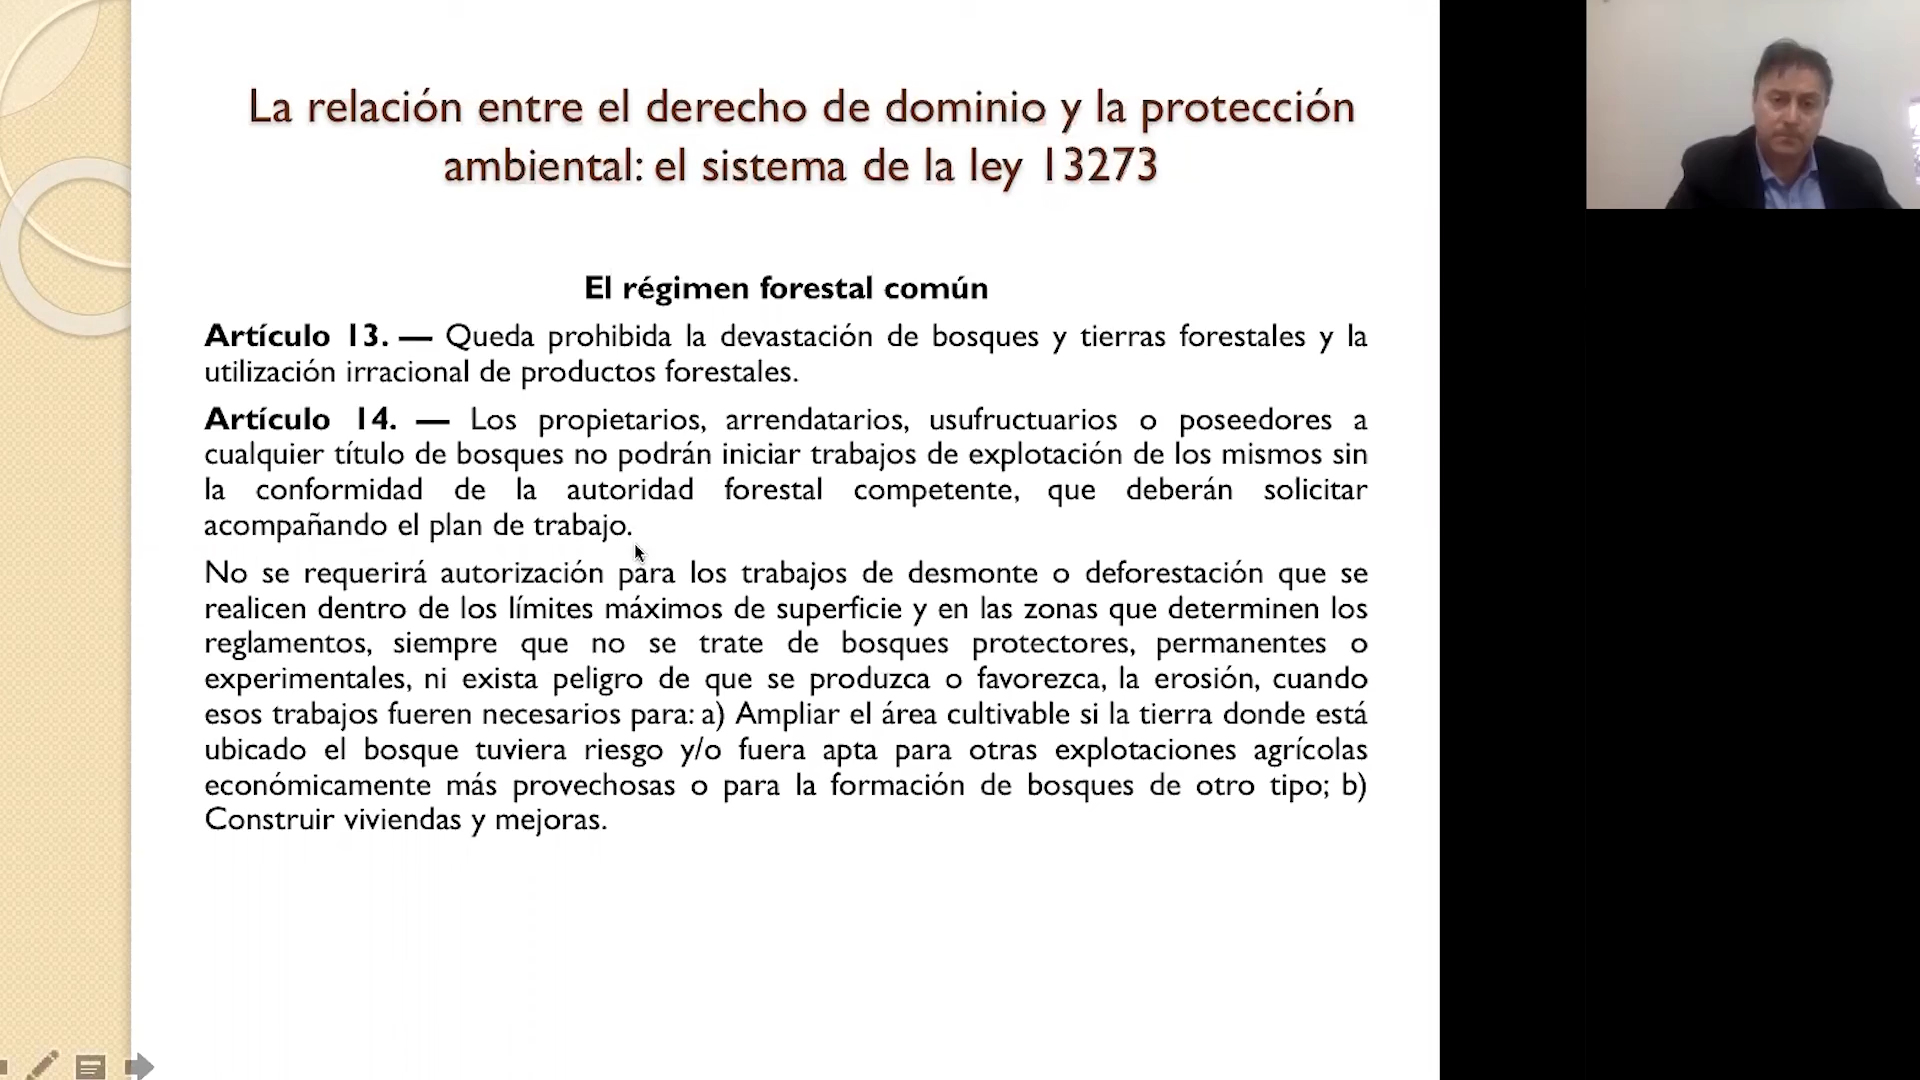 La relación entre el derecho de dominio y la protección
ambiental: el sistema de la ley 13273
El régimen forestal común
Artículo 13. — Queda prohibida la devastación de bosques y tierras forestales y la
utilización irracional de productos forestales.
Artículo 14. — Los propietarios, arrendatarios, usufructuarios o poseedores a
cualquier título de bosques no podrán iniciar trabajos de explotación de los mismos sin
la conformidad de la autoridad forestal competente, que deberán solicitar
acompañando el plan de trabajo.
No se requerirá autorización para los trabajos de desmonte o deforestación que se
realicen dentro de los límites máximos de superficie y en las zonas que determinen los
reglamentos, siempre que no se trate de bosques protectores, permanentes o
experimentales, ni exista peligro de que se produzca o favorezca, la erosión, cuando
esos trabajos fueren necesarios para: a) Ampliar el área cultivable si la tierra donde está
ubicado el bosque tuviera riesgo y/o fuera apta para otras explotaciones agrícolas
económicamente más provechosas o para la formación de bosques de otro tipo; b)
Construir viviendas y mejoras.